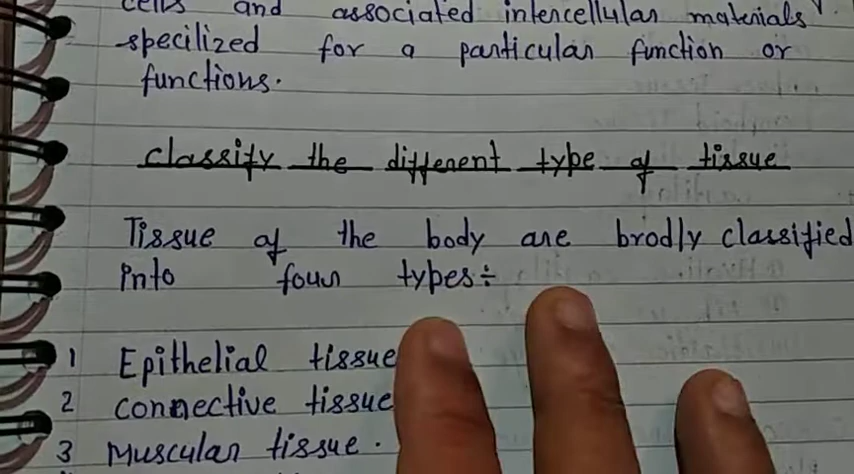 cells and associated intercellular materials
specilized for a particular function or
functions.
classify the different type of tissue
Tissue of the body are brodly classified
into four types÷
1 Epithelial tissue
2 connective tissue
3 Muscular tissue.